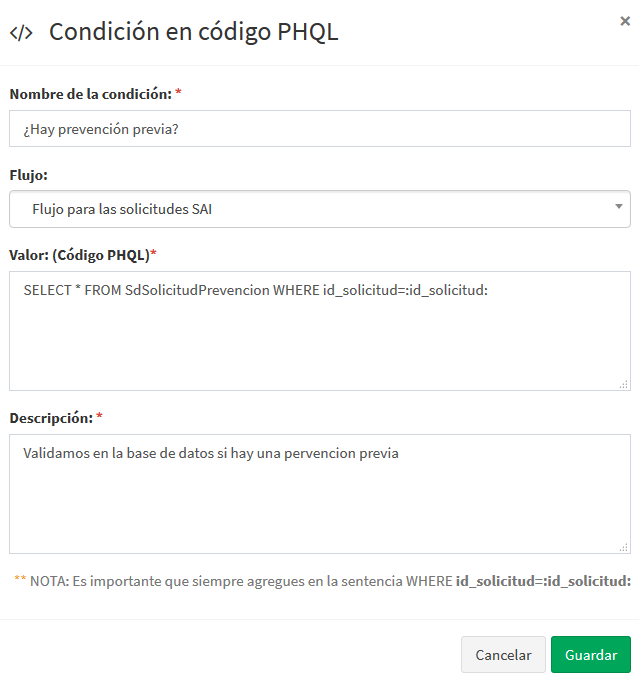 </> Condición en código PHQL
×
Nombre de la condición: *
¿Hay prevención previa?
Flujo:
Flujo para las solicitudes SAI
Valor: (Código PHQL)*
SELECT * FROM SdSolicitudPrevencion WHERE id_solicitud=:id_solicitud:
Descripción: *
Validamos en la base de datos si hay una pervencion previa
** NOTA: Es importante que siempre agregues en la sentencia WHERE id_solicitud=:id_solicitud:
Cancelar
Guardar